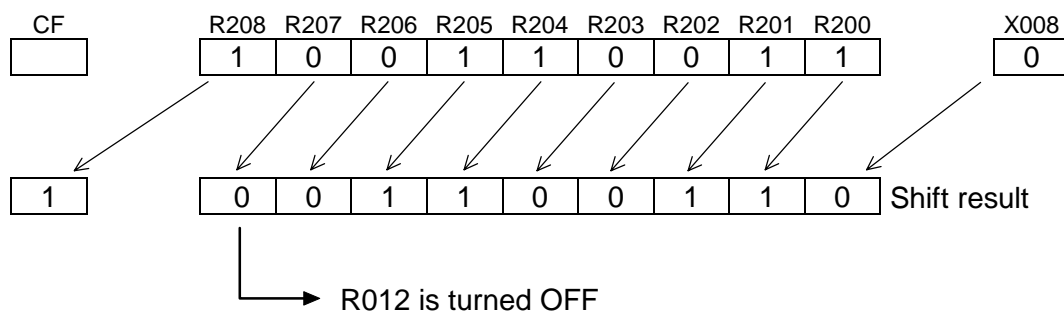 CF R208 R207 R206 R205 R204 R203 R202 R201 R200 X008
1 0 0 1 1 0 0 1 1 0
1 0 0 1 1 0 0 1 1 0 Shift result
R012 is turned OFF